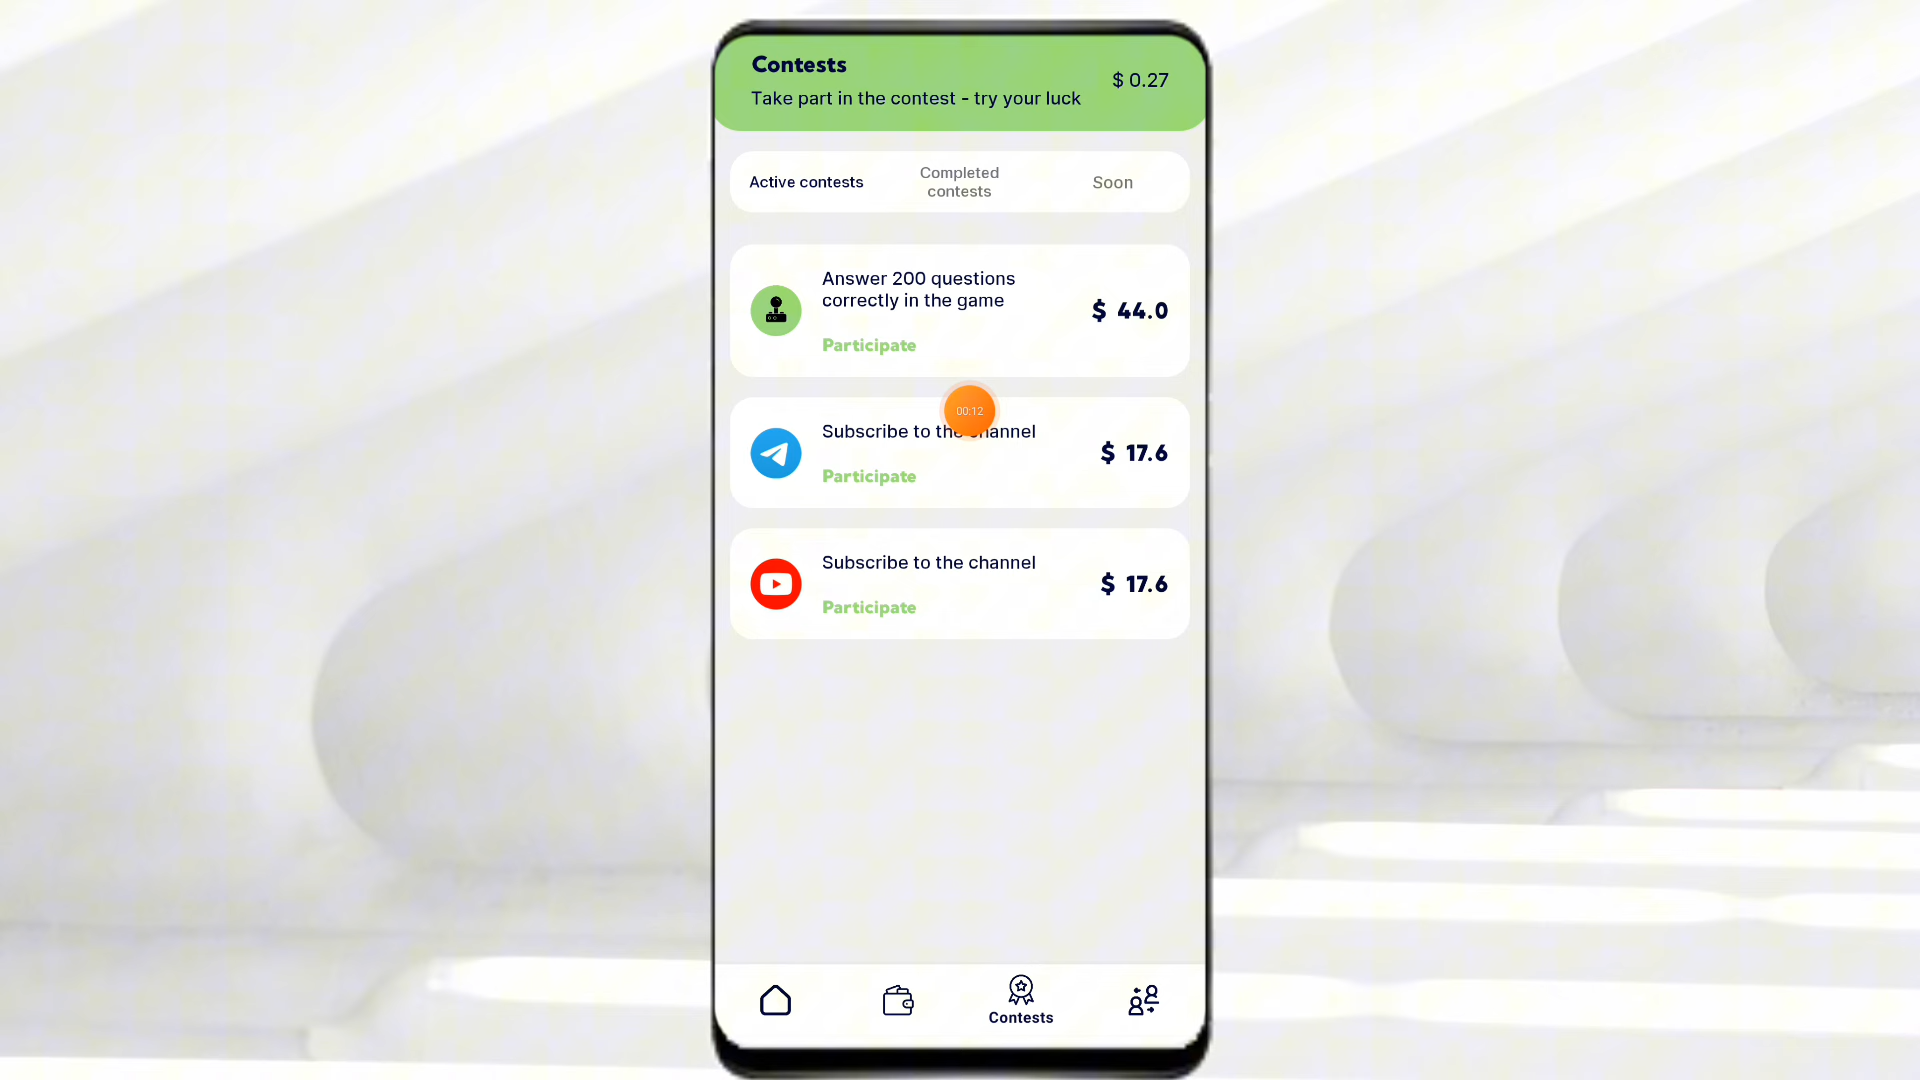 Contests
Take part in the contest - try your luck
$ 0.27
Active contests
Completed
contests
Soon
Answer 200 questions
correctly in the game
$ 44.0
Participate
00:12
Subscribe to the channel
$ 17.6
Participate
Subscribe to the channel
$ 17.6
Participate
Contests